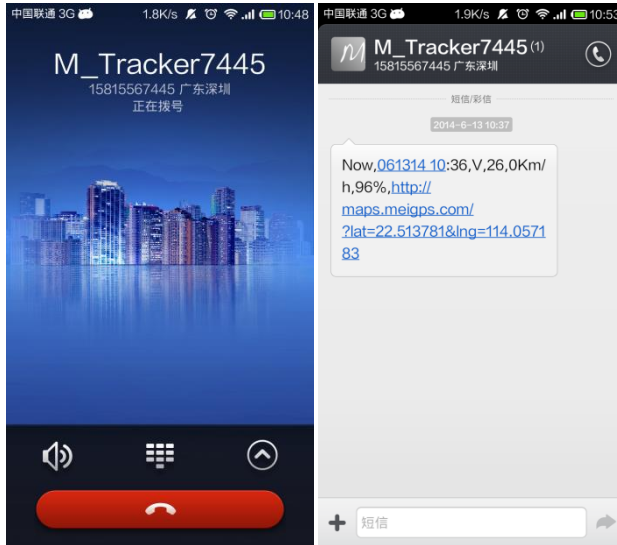 中国联通 3G 1.8K/s 10:48
M_Tracker7445
15815567445 广东深圳
正在拨号
中国联通 3G 1.9K/s 10:53
M_Tracker7445 (1)
15815567445 广东深圳
短信/彩信
2014-6-13 10:37
Now,061314 10:36,V,26,0Km/
h,96%,http://
maps.meigps.com/
?lat=22.513781&lng=114.0571
83
短信